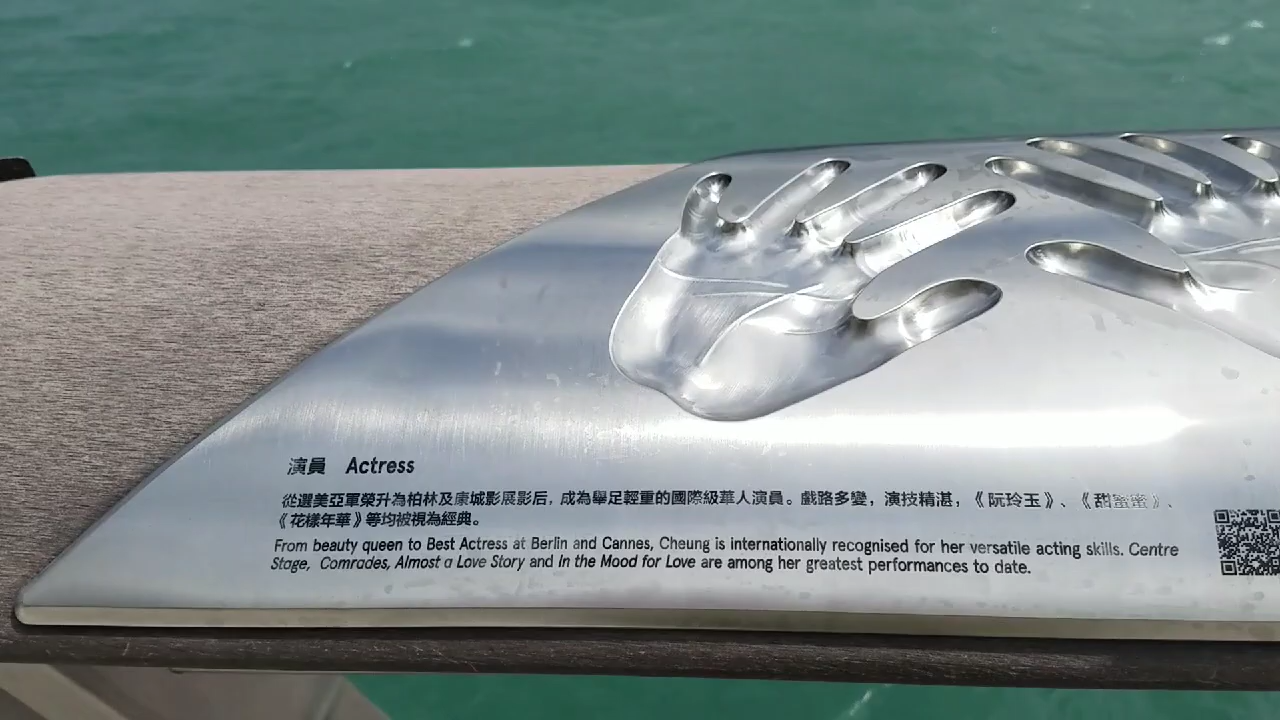 演員 Actress
從選美亞軍榮升為柏林及康城影展影后，成為舉足輕重的國際級華人演員。戲路多變，演技精湛，《阮玲玉》、《甜蜜蜜》、
《花樣年華》等均被視為經典。
From beauty queen to Best Actress at Berlin and Cannes, Cheung is internationally recognised for her versatile acting skills. Centre
Stage, Comrades, Almost a Love Story and In the Mood for Love are among her greatest performances to date.